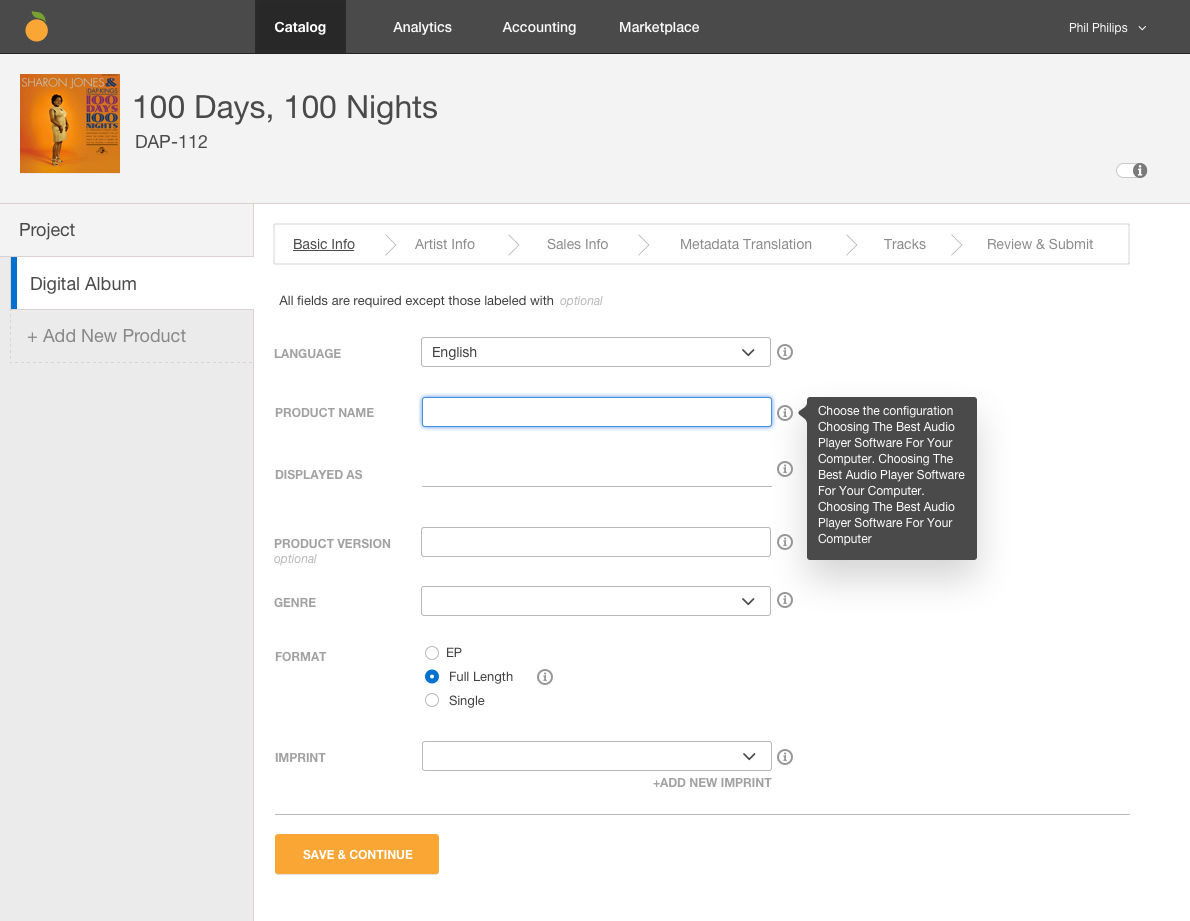 Catalog
Analytics
Accounting
Marketplace
Phil Philips
SHARON JONES &
DAP-KINGS
100
DAYS,
100
NIGHTS
100 Days, 100 Nights
DAP-112
Project
Digital Album
+ Add New Product
Basic Info
Artist Info
Sales Info
Metadata Translation
Tracks
Review & Submit
All fields are required except those labeled with optional
LANGUAGE
English
PRODUCT NAME
Choose the configuration
Choosing The Best Audio
Player Software For Your
Computer. Choosing The
Best Audio Player Software
For Your Computer.
Choosing The Best Audio
Player Software For Your
Computer
DISPLAYED AS
PRODUCT VERSION
optional
GENRE
FORMAT
EP
Full Length
Single
IMPRINT
+ADD NEW IMPRINT
SAVE & CONTINUE